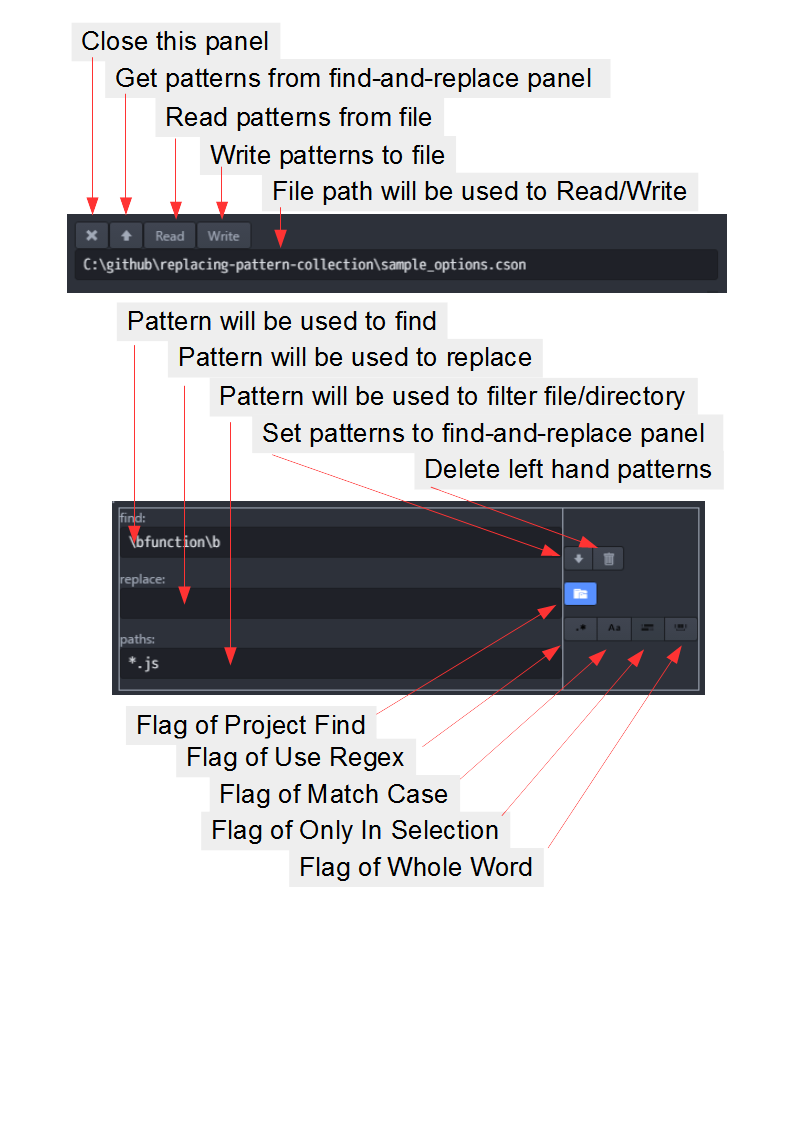 Close this panel
Get patterns from find-and-replace panel
Read patterns from file
Write patterns to file
File path will be used to Read/Write
Read Write
C:\github\replacing-pattern-collection\sample_options.cson
Pattern will be used to find
Pattern will be used to replace
Pattern will be used to filter file/directory
Set patterns to find-and-replace panel
Delete left hand patterns
find:
\bfunction\b
replace:
.* Aa
paths:
*.js
Flag of Project Find
Flag of Use Regex
Flag of Match Case
Flag of Only In Selection
Flag of Whole Word